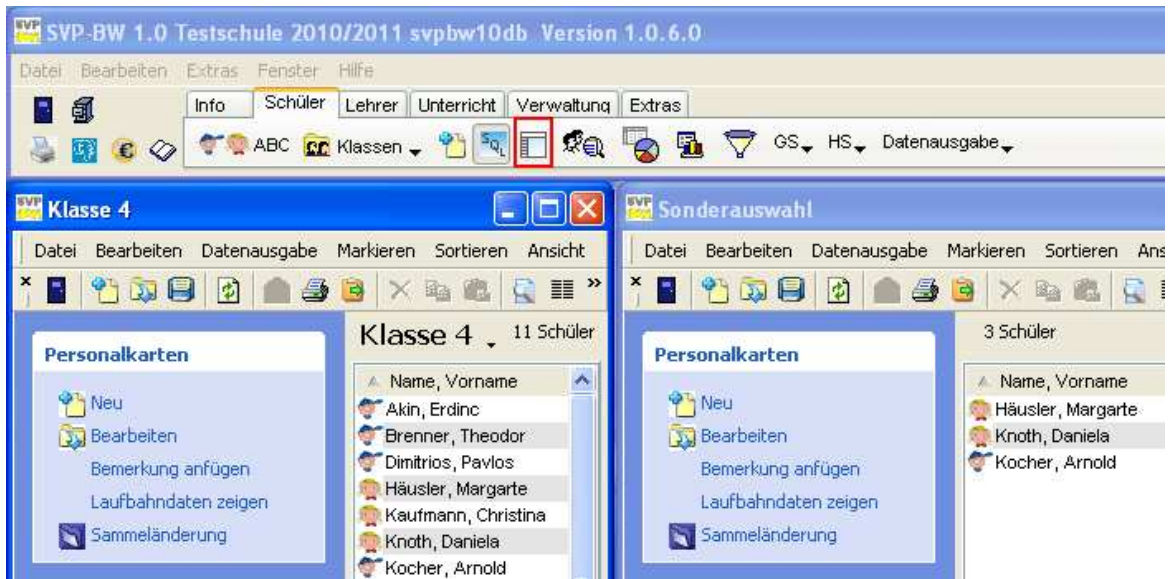 SVP-BW 1.0 Testschule 2010/2011 svpbw10db Version 1.0.6.0
Datei Bearbeiten Extras Fenster Hilfe
Info Schüler Lehrer Unterricht Verwaltung Extras
ABC Klassen SQL GS HS Datenausgabe
SVP Klasse 4
Datei Bearbeiten Datenausgabe Markieren Sortieren Ansicht
Personalkarten
Neu
Bearbeiten
Bemerkung anfügen
Laufbahndaten zeigen
Sammeländerung
Klasse 4 11 Schüler
Name, Vorname
Akin, Erdinc
Brenner, Theodor
Dimitrios, Pavlos
Häusler, Margarte
Kaufmann, Christina
Knoth, Daniela
Kocher, Arnold
SVP Sonderauswahl
Datei Bearbeiten Datenausgabe Markieren Sortieren Ans
Personalkarten
Neu
Bearbeiten
Bemerkung anfügen
Laufbahndaten zeigen
Sammeländerung
3 Schüler
Name, Vorname
Häusler, Margarte
Knoth, Daniela
Kocher, Arnold